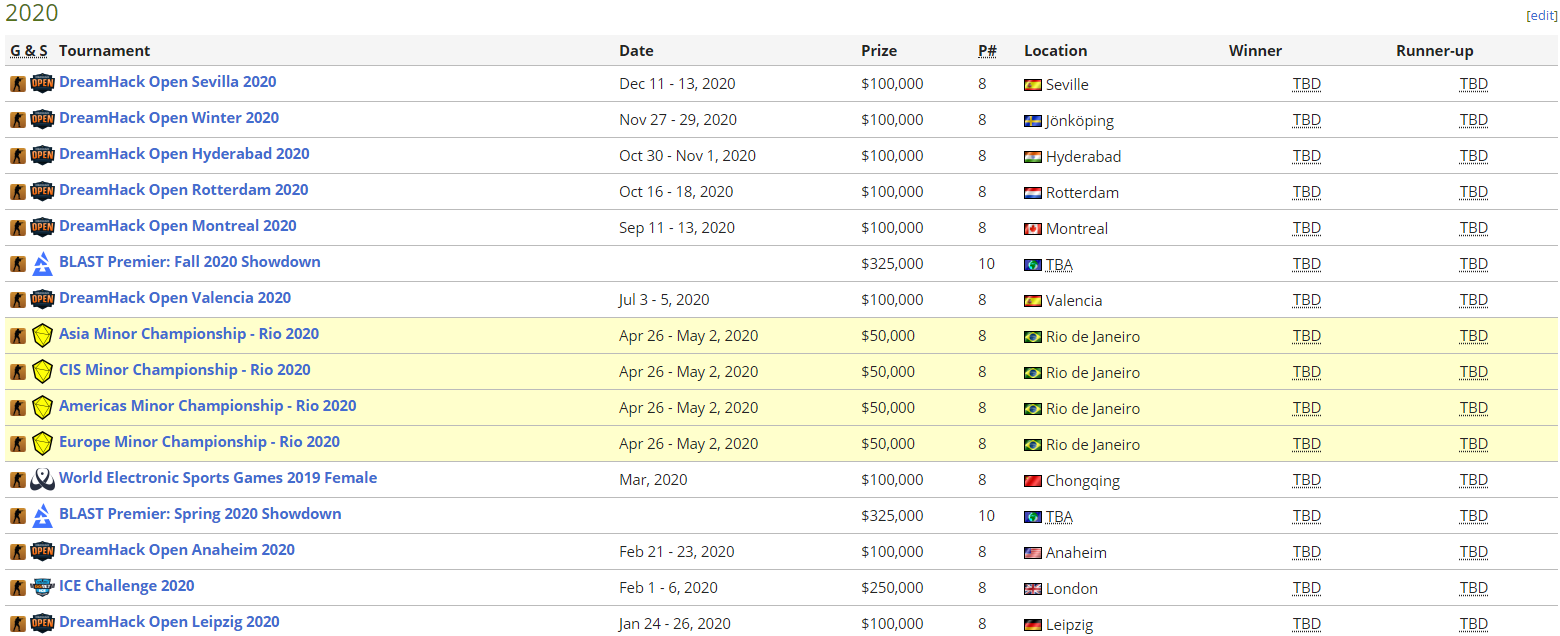 2020 [edit]
G & S Tournament Date Prize P# Location Winner Runner-up
OPEN DreamHack Open Sevilla 2020 Dec 11 - 13, 2020 $100,000 8 Seville TBD TBD
OPEN DreamHack Open Winter 2020 Nov 27 - 29, 2020 $100,000 8 Jönköping TBD TBD
OPEN DreamHack Open Hyderabad 2020 Oct 30 - Nov 1, 2020 $100,000 8 Hyderabad TBD TBD
OPEN DreamHack Open Rotterdam 2020 Oct 16 - 18, 2020 $100,000 8 Rotterdam TBD TBD
OPEN DreamHack Open Montreal 2020 Sep 11 - 13, 2020 $100,000 8 Montreal TBD TBD
BLAST Premier: Fall 2020 Showdown $325,000 10 TBA TBD TBD
OPEN DreamHack Open Valencia 2020 Jul 3 - 5, 2020 $100,000 8 Valencia TBD TBD
Asia Minor Championship - Rio 2020 Apr 26 - May 2, 2020 $50,000 8 Rio de Janeiro TBD TBD
CIS Minor Championship - Rio 2020 Apr 26 - May 2, 2020 $50,000 8 Rio de Janeiro TBD TBD
Americas Minor Championship - Rio 2020 Apr 26 - May 2, 2020 $50,000 8 Rio de Janeiro TBD TBD
Europe Minor Championship - Rio 2020 Apr 26 - May 2, 2020 $50,000 8 Rio de Janeiro TBD TBD
World Electronic Sports Games 2019 Female Mar, 2020 $100,000 8 Chongqing TBD TBD
BLAST Premier: Spring 2020 Showdown $325,000 10 TBA TBD TBD
OPEN DreamHack Open Anaheim 2020 Feb 21 - 23, 2020 $100,000 8 Anaheim TBD TBD
ICE Challenge 2020 Feb 1 - 6, 2020 $250,000 8 London TBD TBD
OPEN DreamHack Open Leipzig 2020 Jan 24 - 26, 2020 $100,000 8 Leipzig TBD TBD